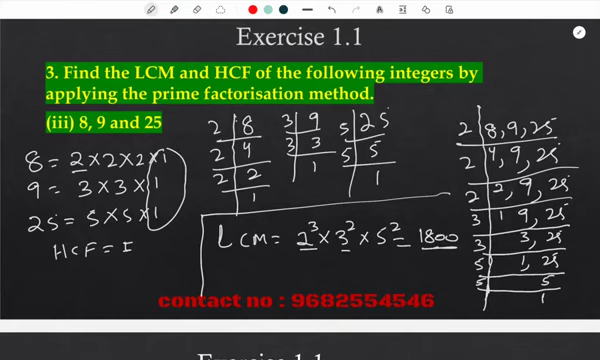 Exercise 1.1
3. Find the LCM and HCF of the following integers by
applying the prime factorisation method.
(iii) 8, 9 and 25
8 = 2 × 2 × 2 × 1
9 = 3 × 3 × 1
25 = 5 × 5 × 1
HCF = 1
2 | 8
2 | 4
2 | 2
1
3 | 9
3 | 3
1
5 | 25
5 | 5
1
LCM = 2³ × 3² × 5² = 1800
2 | 8, 9, 25
2 | 4, 9, 25
2 | 2, 9, 25
3 | 1 9, 25
3 | 3, 25
5 | 1, 25
5 | 5
1
contact no : 9682554546
Exercise 1.1